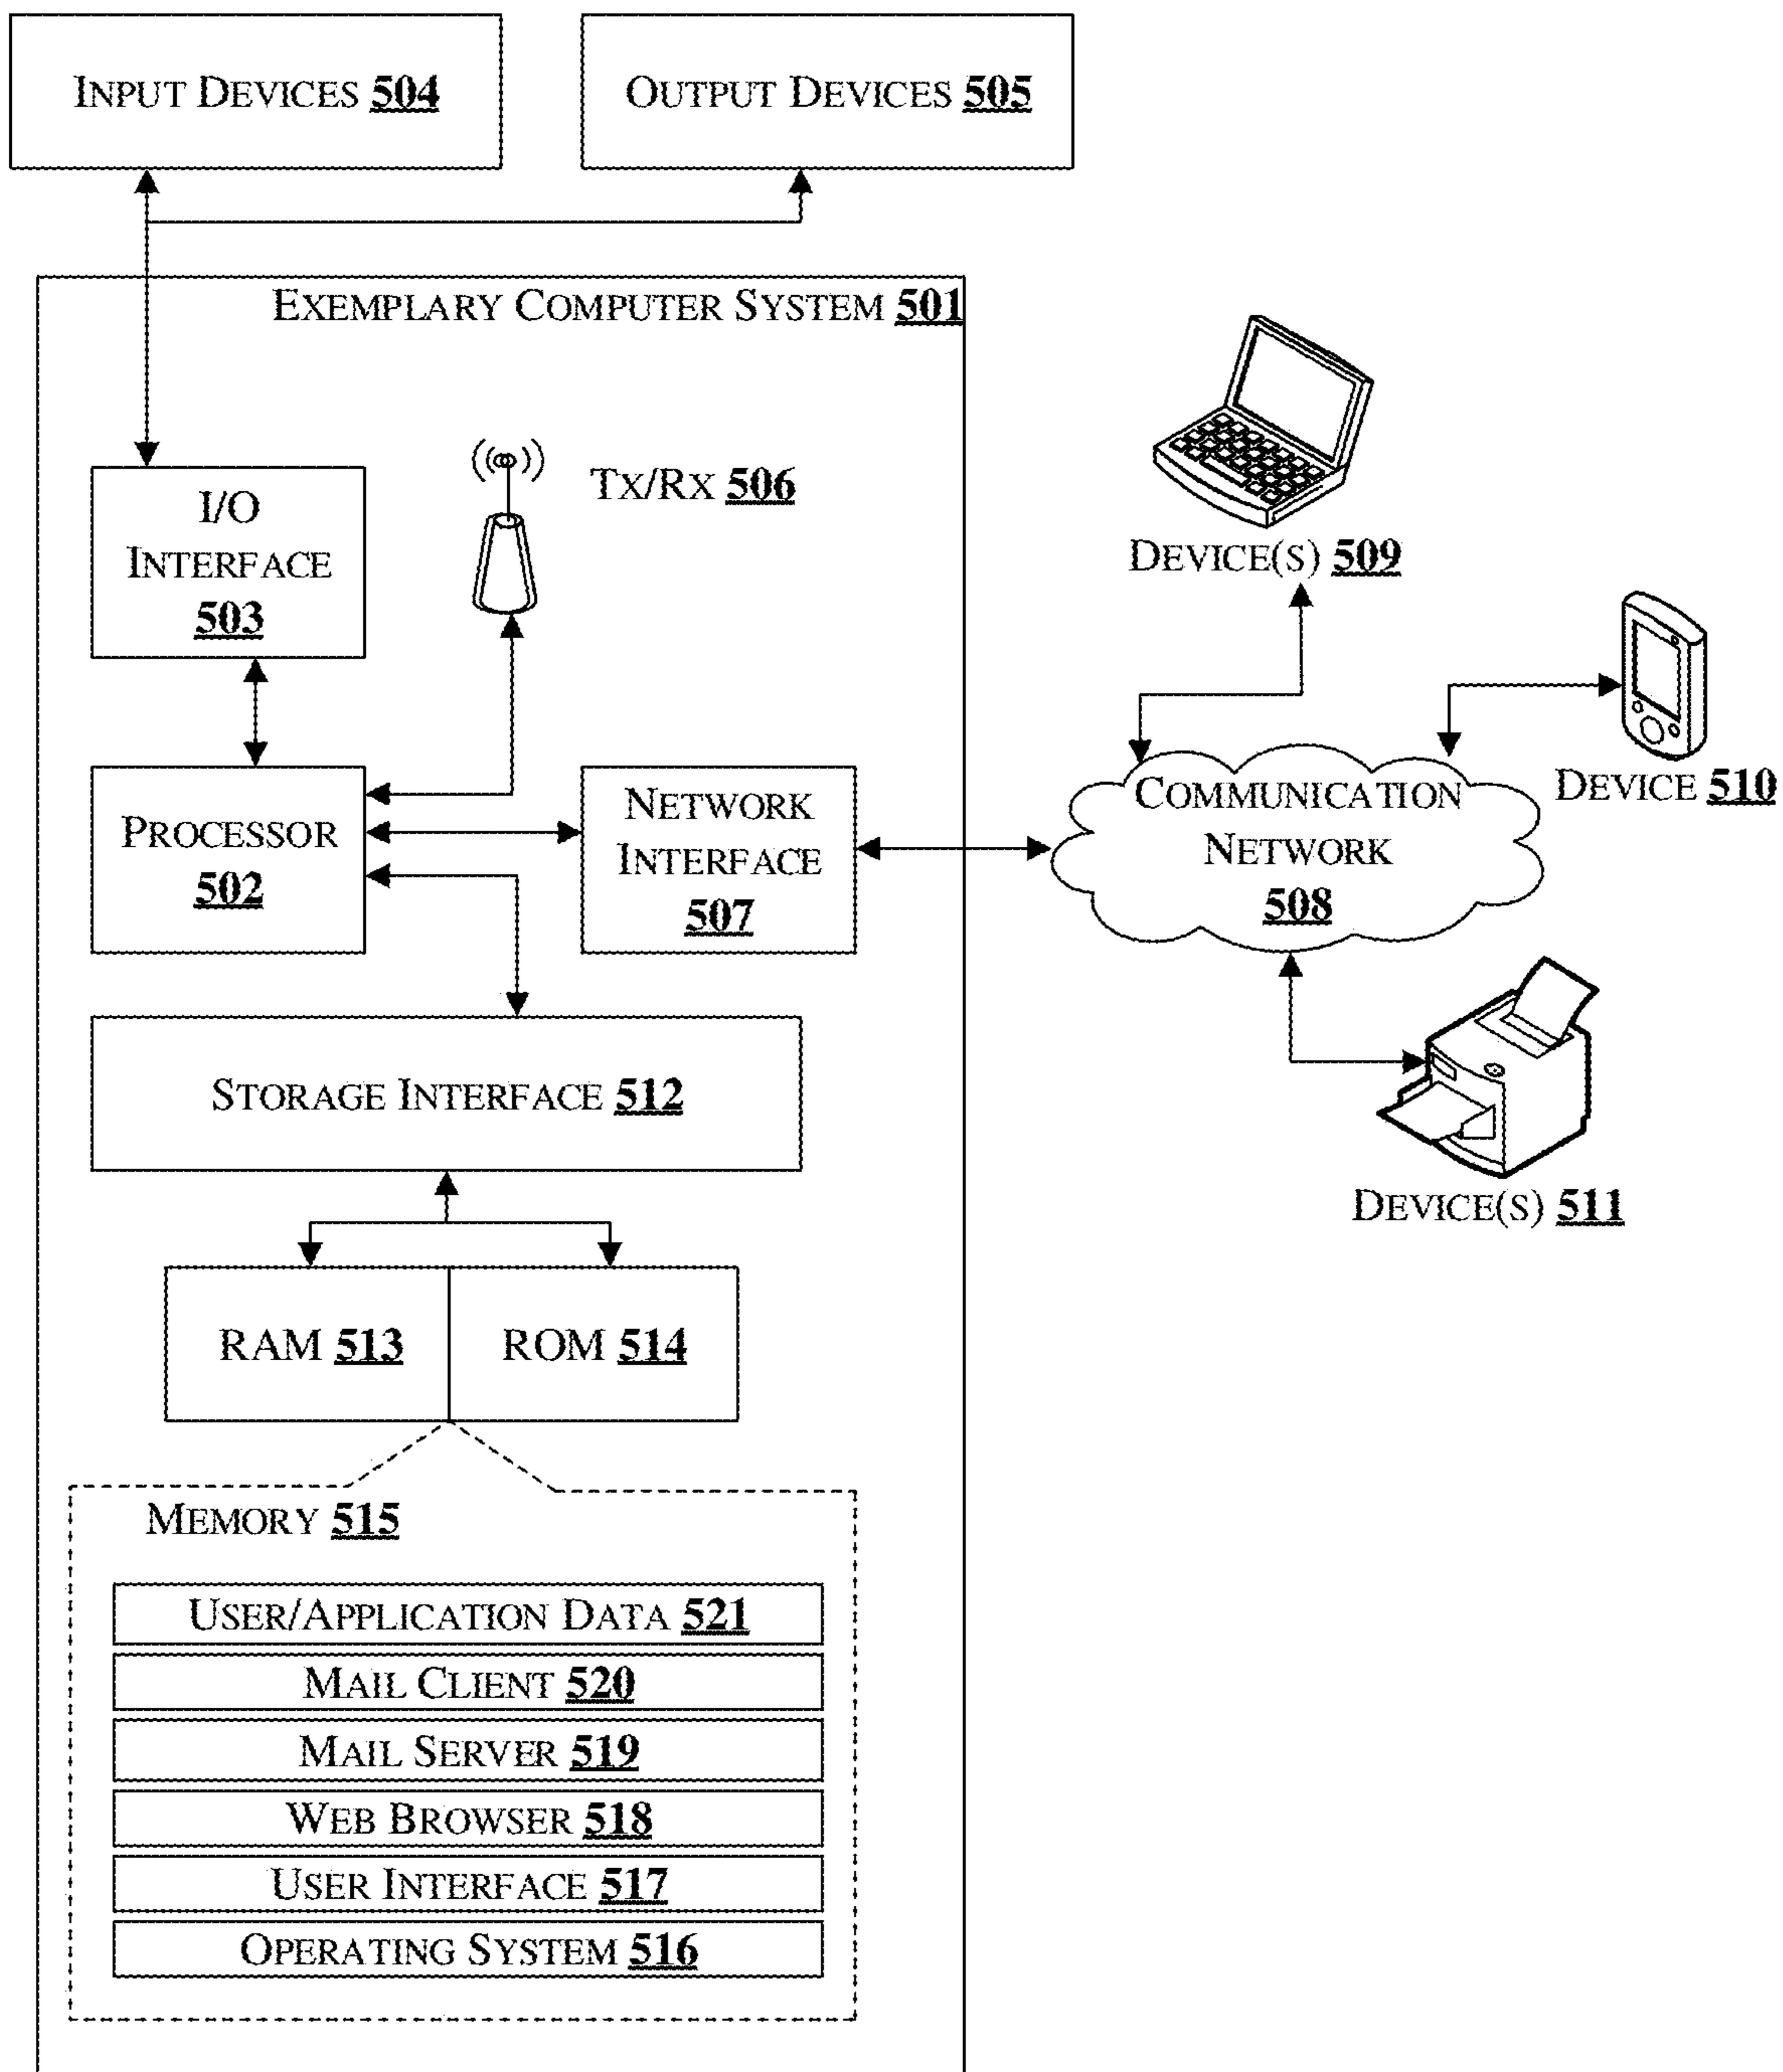 INPUT DEVICES 504
OUTPUT DEVICES 505
EXEMPLARY COMPUTER SYSTEM 501
I/O
INTERFACE
503
TX/RX 506
DEVICE(S) 509
PROCESSOR
502
NETWORK
INTERFACE
507
COMMUNICATION
NETWORK
508
DEVICE 510
STORAGE INTERFACE 512
DEVICE(S) 511
RAM 513
ROM 514
MEMORY 515
USER/APPLICATION DATA 521
MAIL CLIENT 520
MAIL SERVER 519
WEB BROWSER 518
USER INTERFACE 517
OPERATING SYSTEM 516